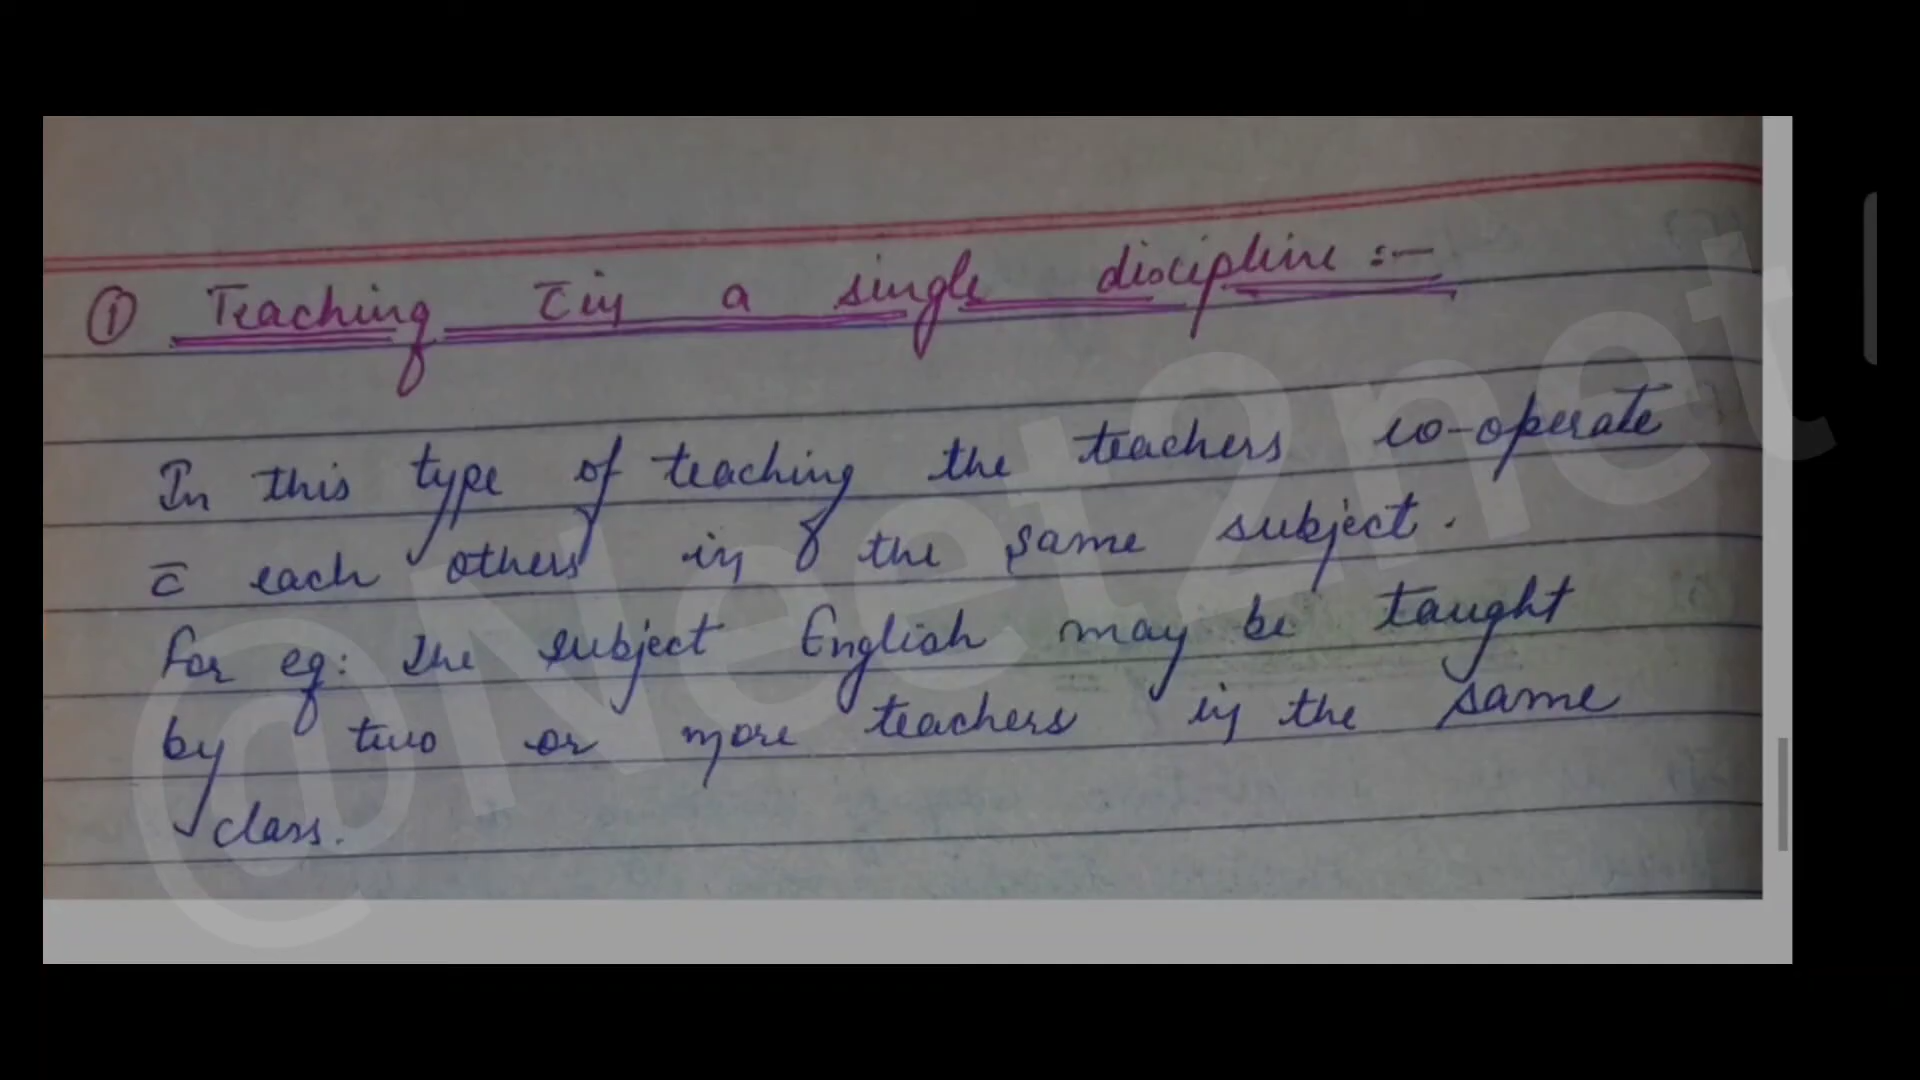 ① Teaching c̄in a single discipline :-
In this type of teaching the teachers co-operate
c̄ each others in the same subject.
For eg: The subject English may be taught
by two or more teachers in the same
class.
@Neet2net